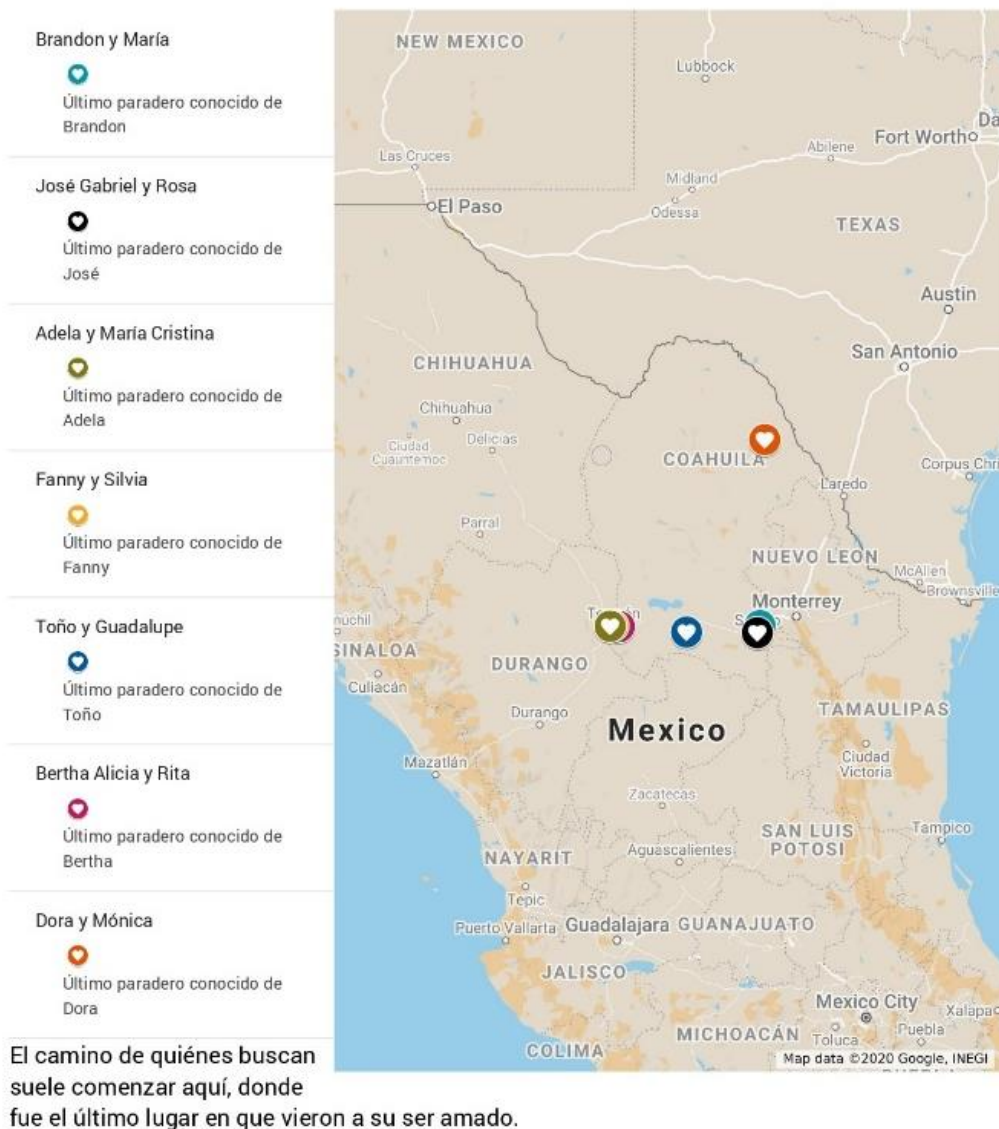 Brandon y María
Último paradero conocido de
Brandon
José Gabriel y Rosa
Último paradero conocido de
José
Adela y María Cristina
Último paradero conocido de
Adela
Fanny y Silvia
Último paradero conocido de
Fanny
Toño y Guadalupe
Último paradero conocido de
Toño
Bertha Alicia y Rita
Último paradero conocido de
Bertha
Dora y Mónica
Último paradero conocido de
Dora
El camino de quiénes buscan
suele comenzar aquí, donde
fue el último lugar en que vieron a su ser amado.
NEW MEXICO
Lubbock
Fort Worth
Abilene
Las Cruces
Midland
Odessa
El Paso
TEXAS
Austin
San Antonio
CHIHUAHUA
Chihuahua
Ciudad
Cuauhtemoc
Delicias
COAHUILA
Corpus Chri
Laredo
Parral
NUEVO LEON
McAllen
Brownsville
Monterrey
SINALOA
DURANGO
Culiacán
TAMAULIPAS
Durango
Mexico
Ciudad
Victoria
Mazatlán
Zacatecas
SAN LUIS
POTOSI
Tampico
Aguascalientes
NAYARIT
Tepic
Puerto Vallarta
Guadalajara
GUANAJUATO
JALISCO
Mexico City
Xalapa
MICHOACÁN
Toluca
Puebla
COLIMA
Map data ©2020 Google, INEGI